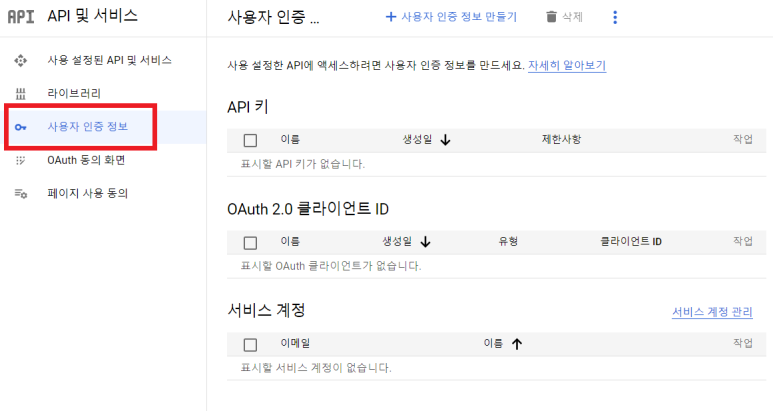 API API 및 서비스
사용자 인증 ... + 사용자 인증 정보 만들기 삭제
사용 설정된 API 및 서비스
라이브러리
사용자 인증 정보
OAuth 동의 화면
페이지 사용 동의
사용 설정한 API에 액세스하려면 사용자 인증 정보를 만드세요. 자세히 알아보기
API 키
이름 생성일 제한사항 작업
표시할 API 키가 없습니다.
OAuth 2.0 클라이언트 ID
이름 생성일 유형 클라이언트 ID 작업
표시할 OAuth 클라이언트가 없습니다.
서비스 계정 서비스 계정 관리
이메일 이름 작업
표시할 서비스 계정이 없습니다.